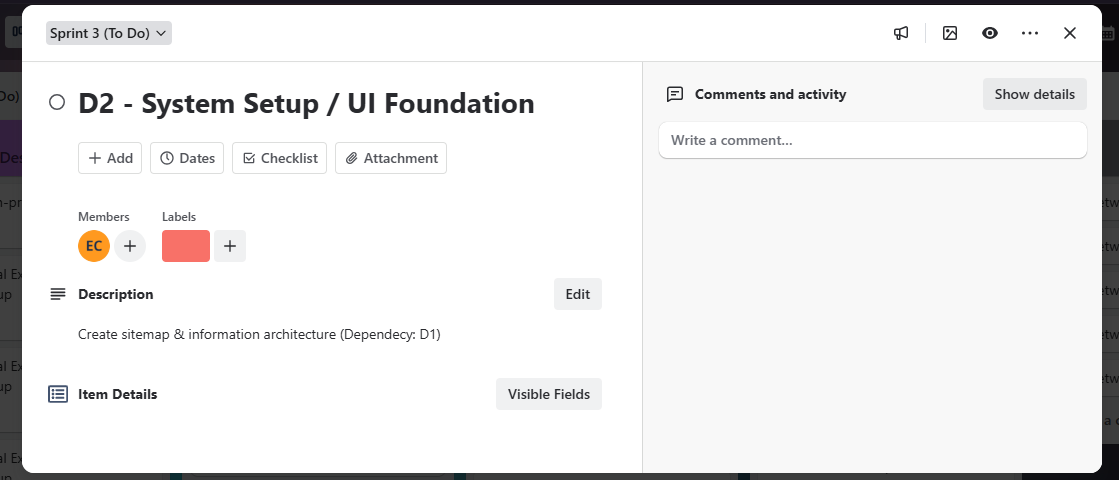 Sprint 3 (To Do)
D2 - System Setup / UI Foundation
Add
Dates
Checklist
Attachment
Members
Labels
EC
Description
Edit
Create sitemap & information architecture (Dependecy: D1)
Item Details
Visible Fields
Comments and activity
Show details
Write a comment...